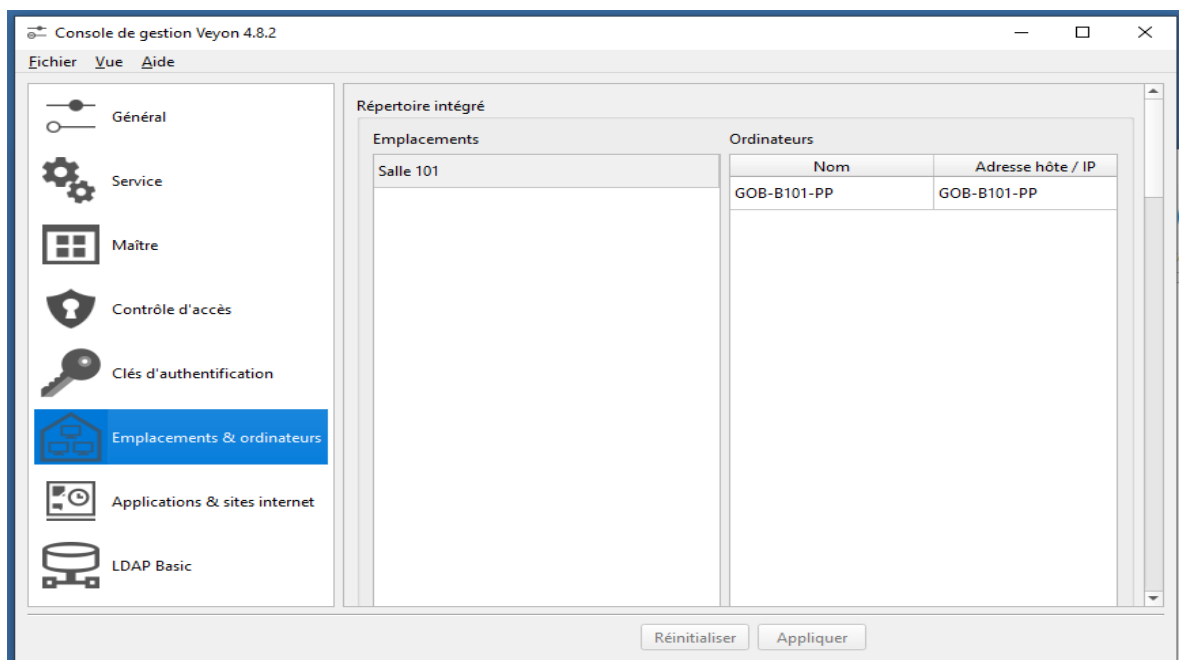 Console de gestion Veyon 4.8.2
Fichier Vue Aide
Général
Service
Maître
Contrôle d'accès
Clés d'authentification
Emplacements & ordinateurs
Applications & sites internet
LDAP Basic
Répertoire intégré
Emplacements
Salle 101
Ordinateurs
Nom Adresse hôte / IP
GOB-B101-PP GOB-B101-PP
Réinitialiser Appliquer